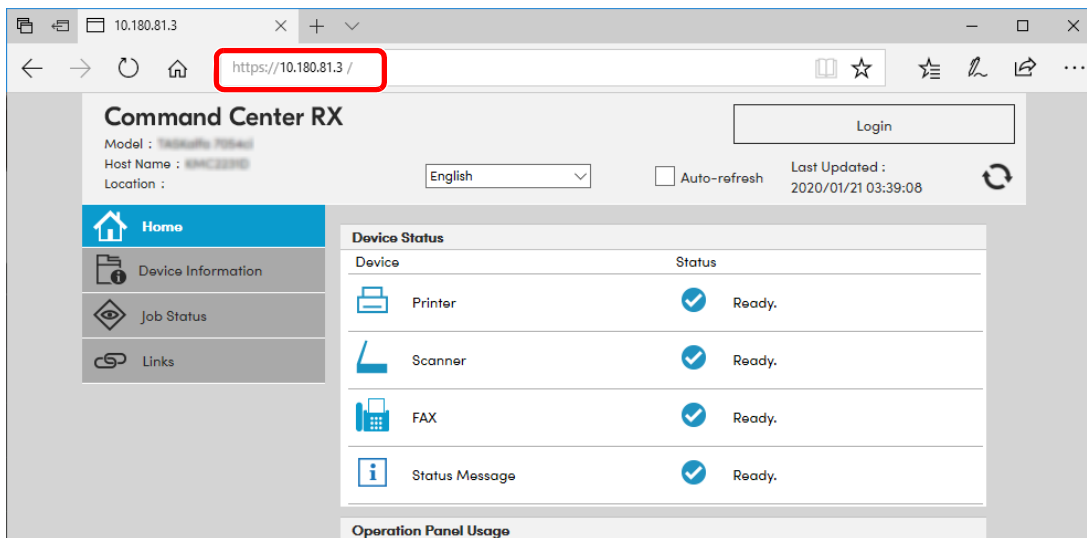 10.180.81.3
https://10.180.81.3 /
Command Center RX
Login
Model :
Host Name :
Location :
English
Auto-refresh
Last Updated :
2020/01/21 03:39:08
Home
Device Information
Job Status
Links
Device Status
Device Status
Printer Ready.
Scanner Ready.
FAX Ready.
Status Message Ready.
Operation Panel Usage